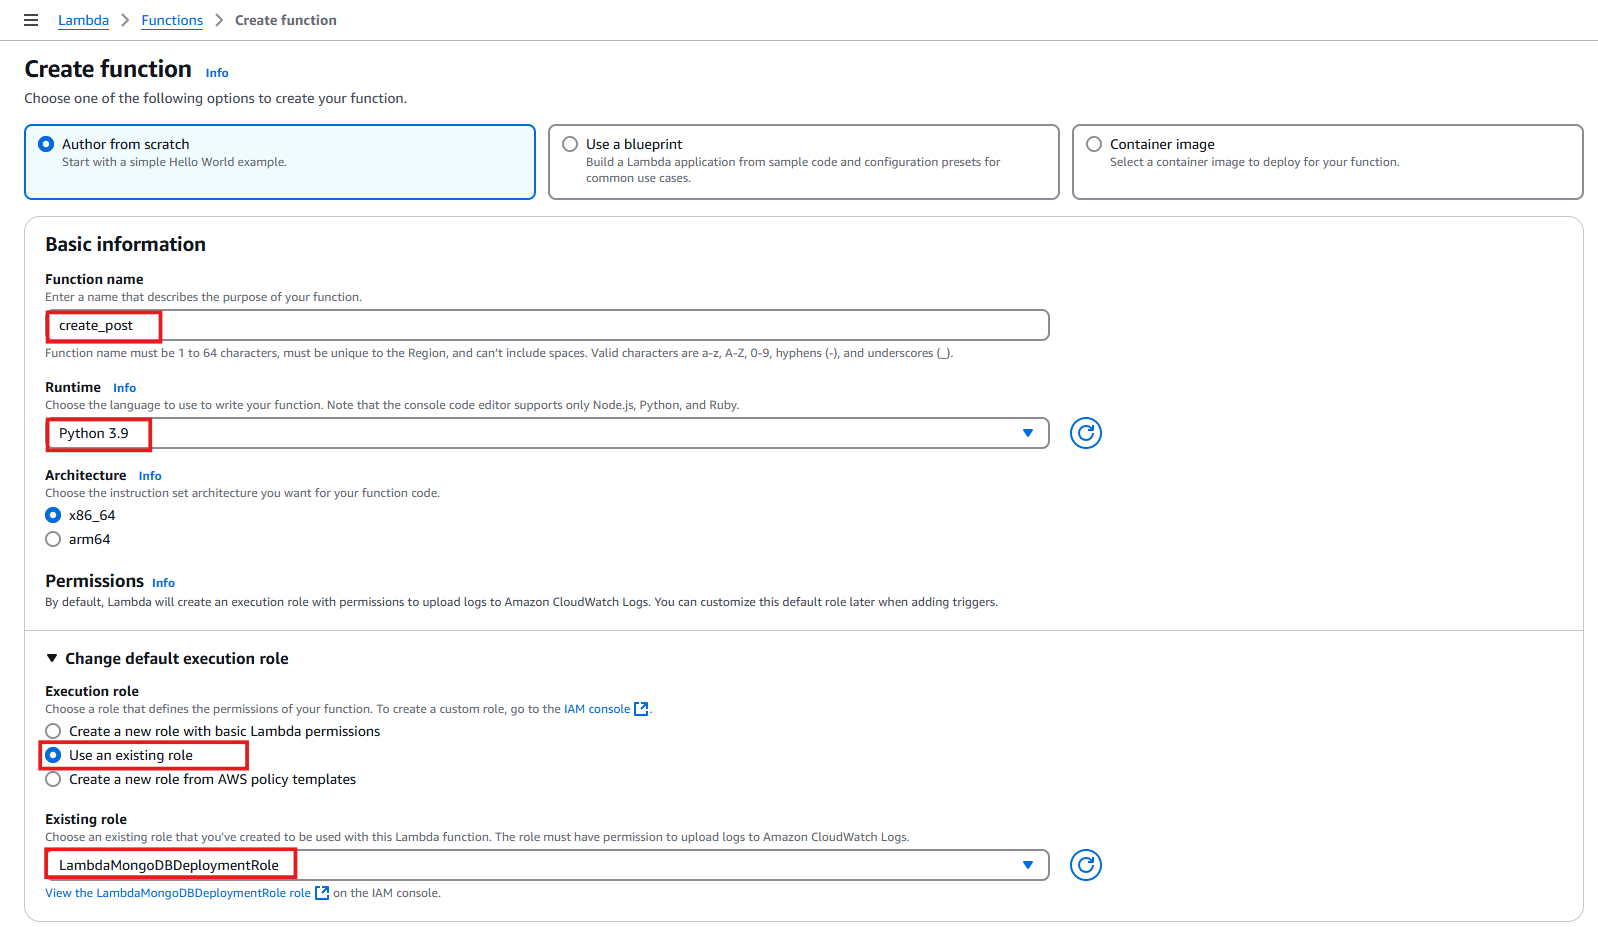 Lambda > Functions > Create function
Create function Info
Choose one of the following options to create your function.
Author from scratch
Start with a simple Hello World example.
Use a blueprint
Build a Lambda application from sample code and configuration presets for
common use cases.
Container image
Select a container image to deploy for your function.
Basic information
Function name
Enter a name that describes the purpose of your function.
create_post
Function name must be 1 to 64 characters, must be unique to the Region, and can't include spaces. Valid characters are a-z, A-Z, 0-9, hyphens (-), and underscores (_).
Runtime Info
Choose the language to use to write your function. Note that the console code editor supports only Node.js, Python, and Ruby.
Python 3.9
Architecture Info
Choose the instruction set architecture you want for your function code.
x86_64
arm64
Permissions Info
By default, Lambda will create an execution role with permissions to upload logs to Amazon CloudWatch Logs. You can customize this default role later when adding triggers.
Change default execution role
Execution role
Choose a role that defines the permissions of your function. To create a custom role, go to the IAM console.
Create a new role with basic Lambda permissions
Use an existing role
Create a new role from AWS policy templates
Existing role
Choose an existing role that you've created to be used with this Lambda function. The role must have permission to upload logs to Amazon CloudWatch Logs.
LambdaMongoDBDeploymentRole
View the LambdaMongoDBDeploymentRole role on the IAM console.